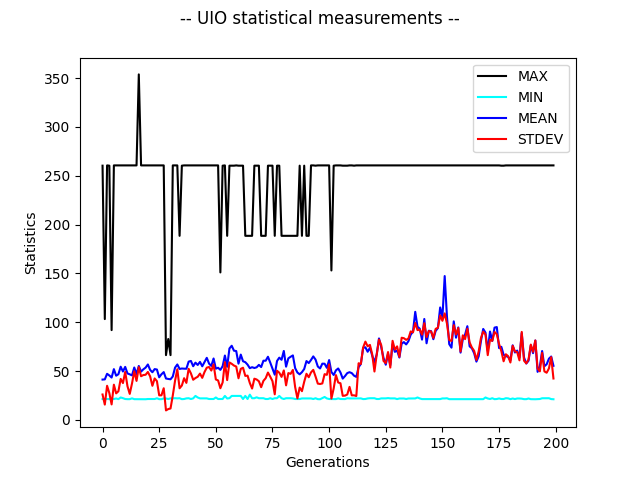 -- UIO statistical measurements --
MAX
MIN
MEAN
STDEV
350
300
250
200
150
100
50
0
Statistics
0 25 50 75 100 125 150 175 200
Generations